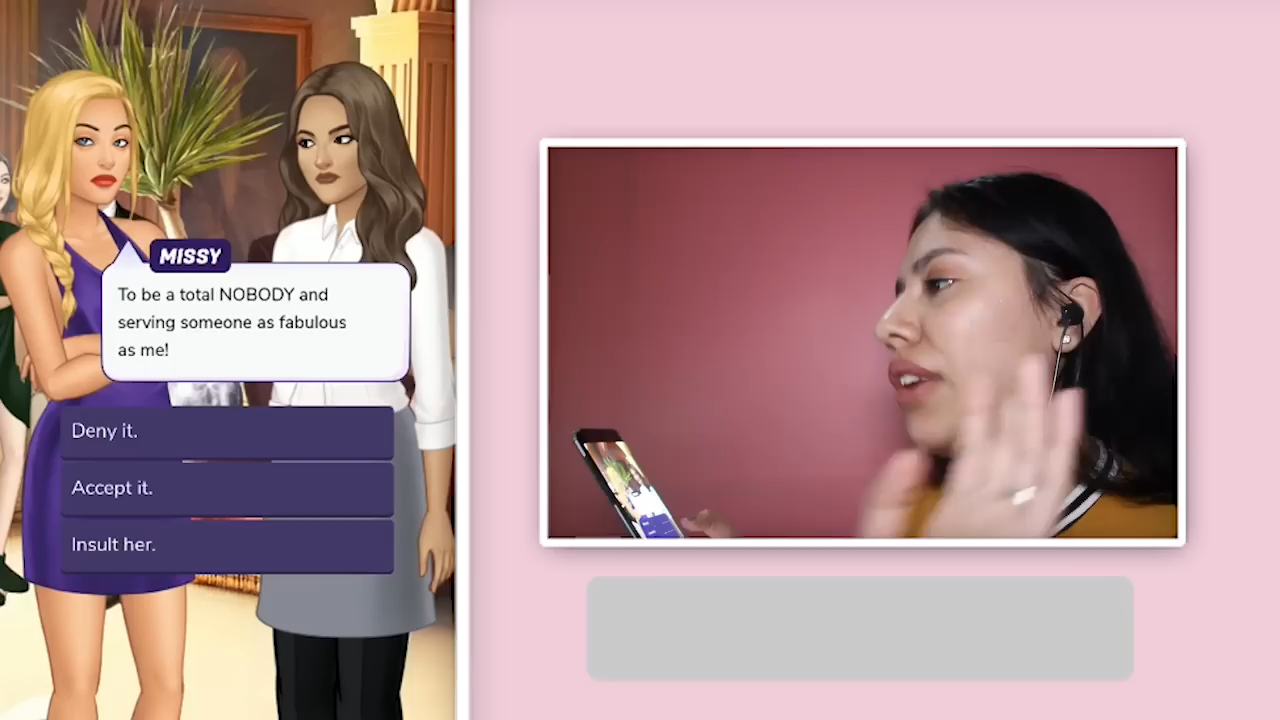 MISSY
To be a total NOBODY and
serving someone as fabulous
as me!
Deny it.
Accept it.
Insult her.